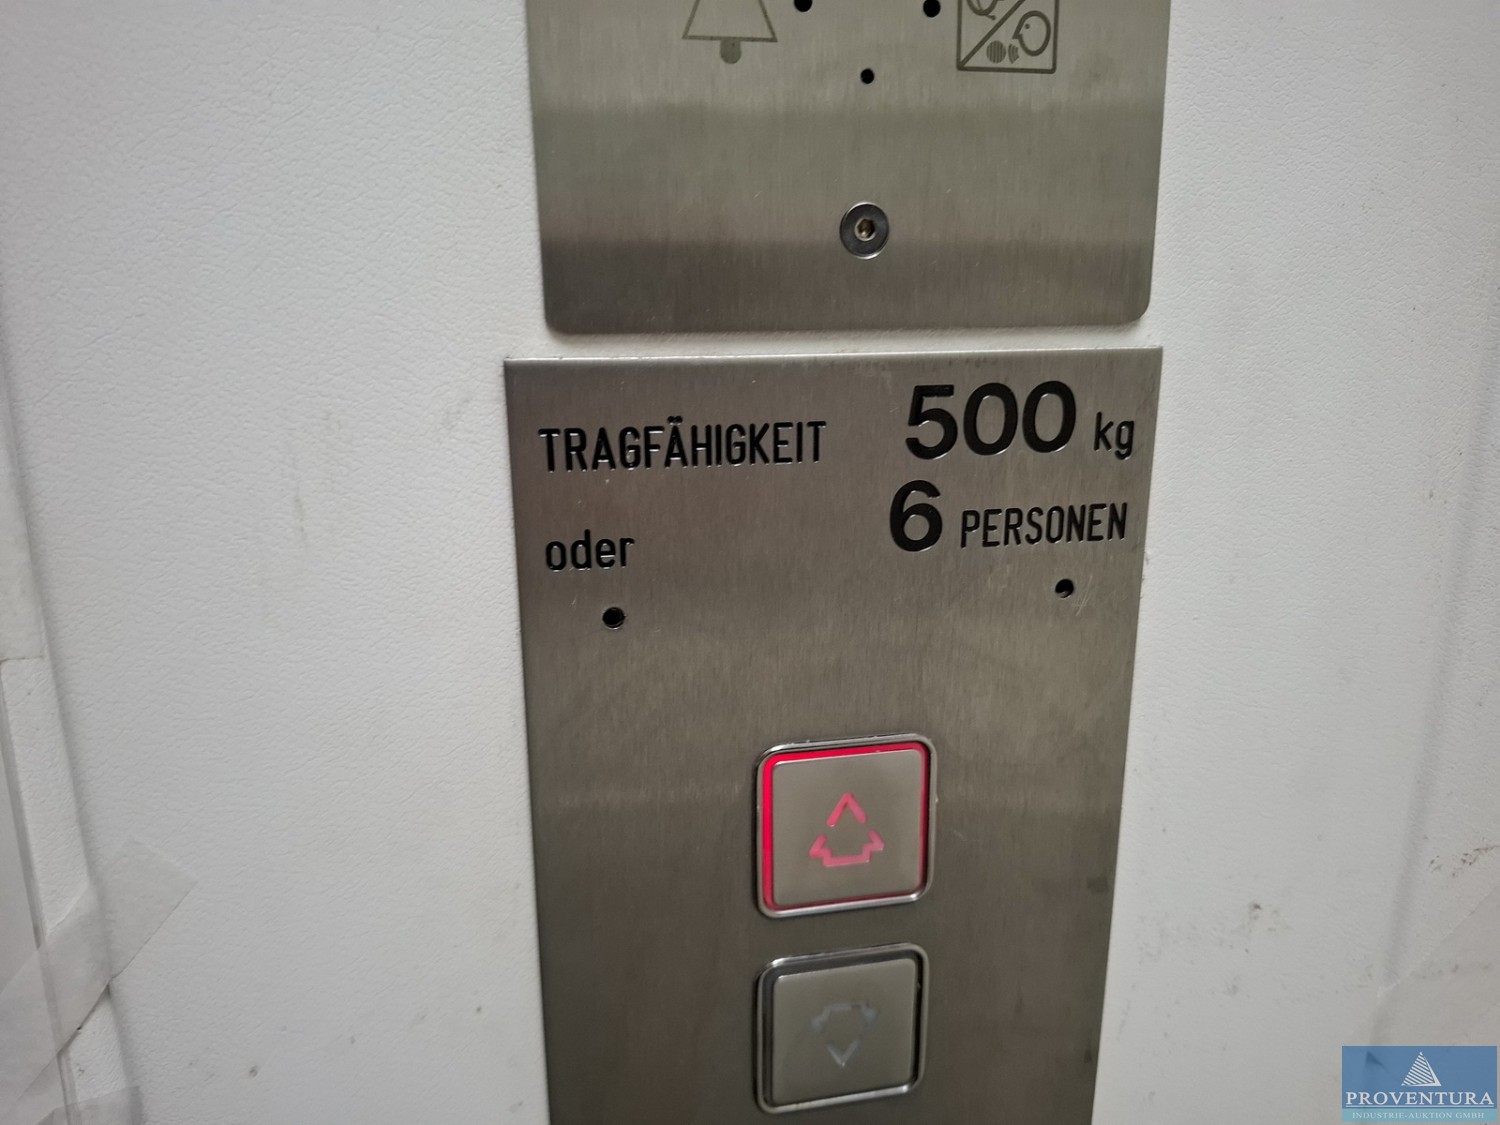 TRAGFÄHIGKEIT 500 kg
oder 6 PERSONEN
PROVENTURA
INDUSTRIE-AUKTION GMBH